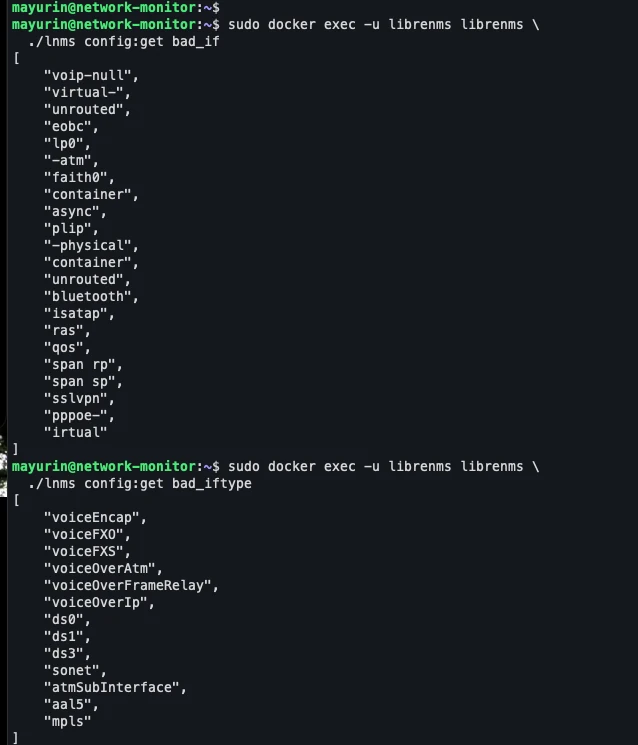 mayurin@network-monitor:~$
mayurin@network-monitor:~$ sudo docker exec -u librenms librenms \
  ./lnms config:get bad_if
[
    "voip-null",
    "virtual-",
    "unrouted",
    "eobc",
    "lp0",
    "-atm",
    "faith0",
    "container",
    "async",
    "plip",
    "-physical",
    "container",
    "unrouted",
    "bluetooth",
    "isatap",
    "ras",
    "qos",
    "span rp",
    "span sp",
    "sslvpn",
    "pppoe-",
    "irtual"
]
mayurin@network-monitor:~$ sudo docker exec -u librenms librenms \
  ./lnms config:get bad_iftype
[
    "voiceEncap",
    "voiceFXO",
    "voiceFXS",
    "voiceOverAtm",
    "voiceOverFrameRelay",
    "voiceOverIp",
    "ds0",
    "ds1",
    "ds3",
    "sonet",
    "atmSubInterface",
    "aal5",
    "mpls"
]